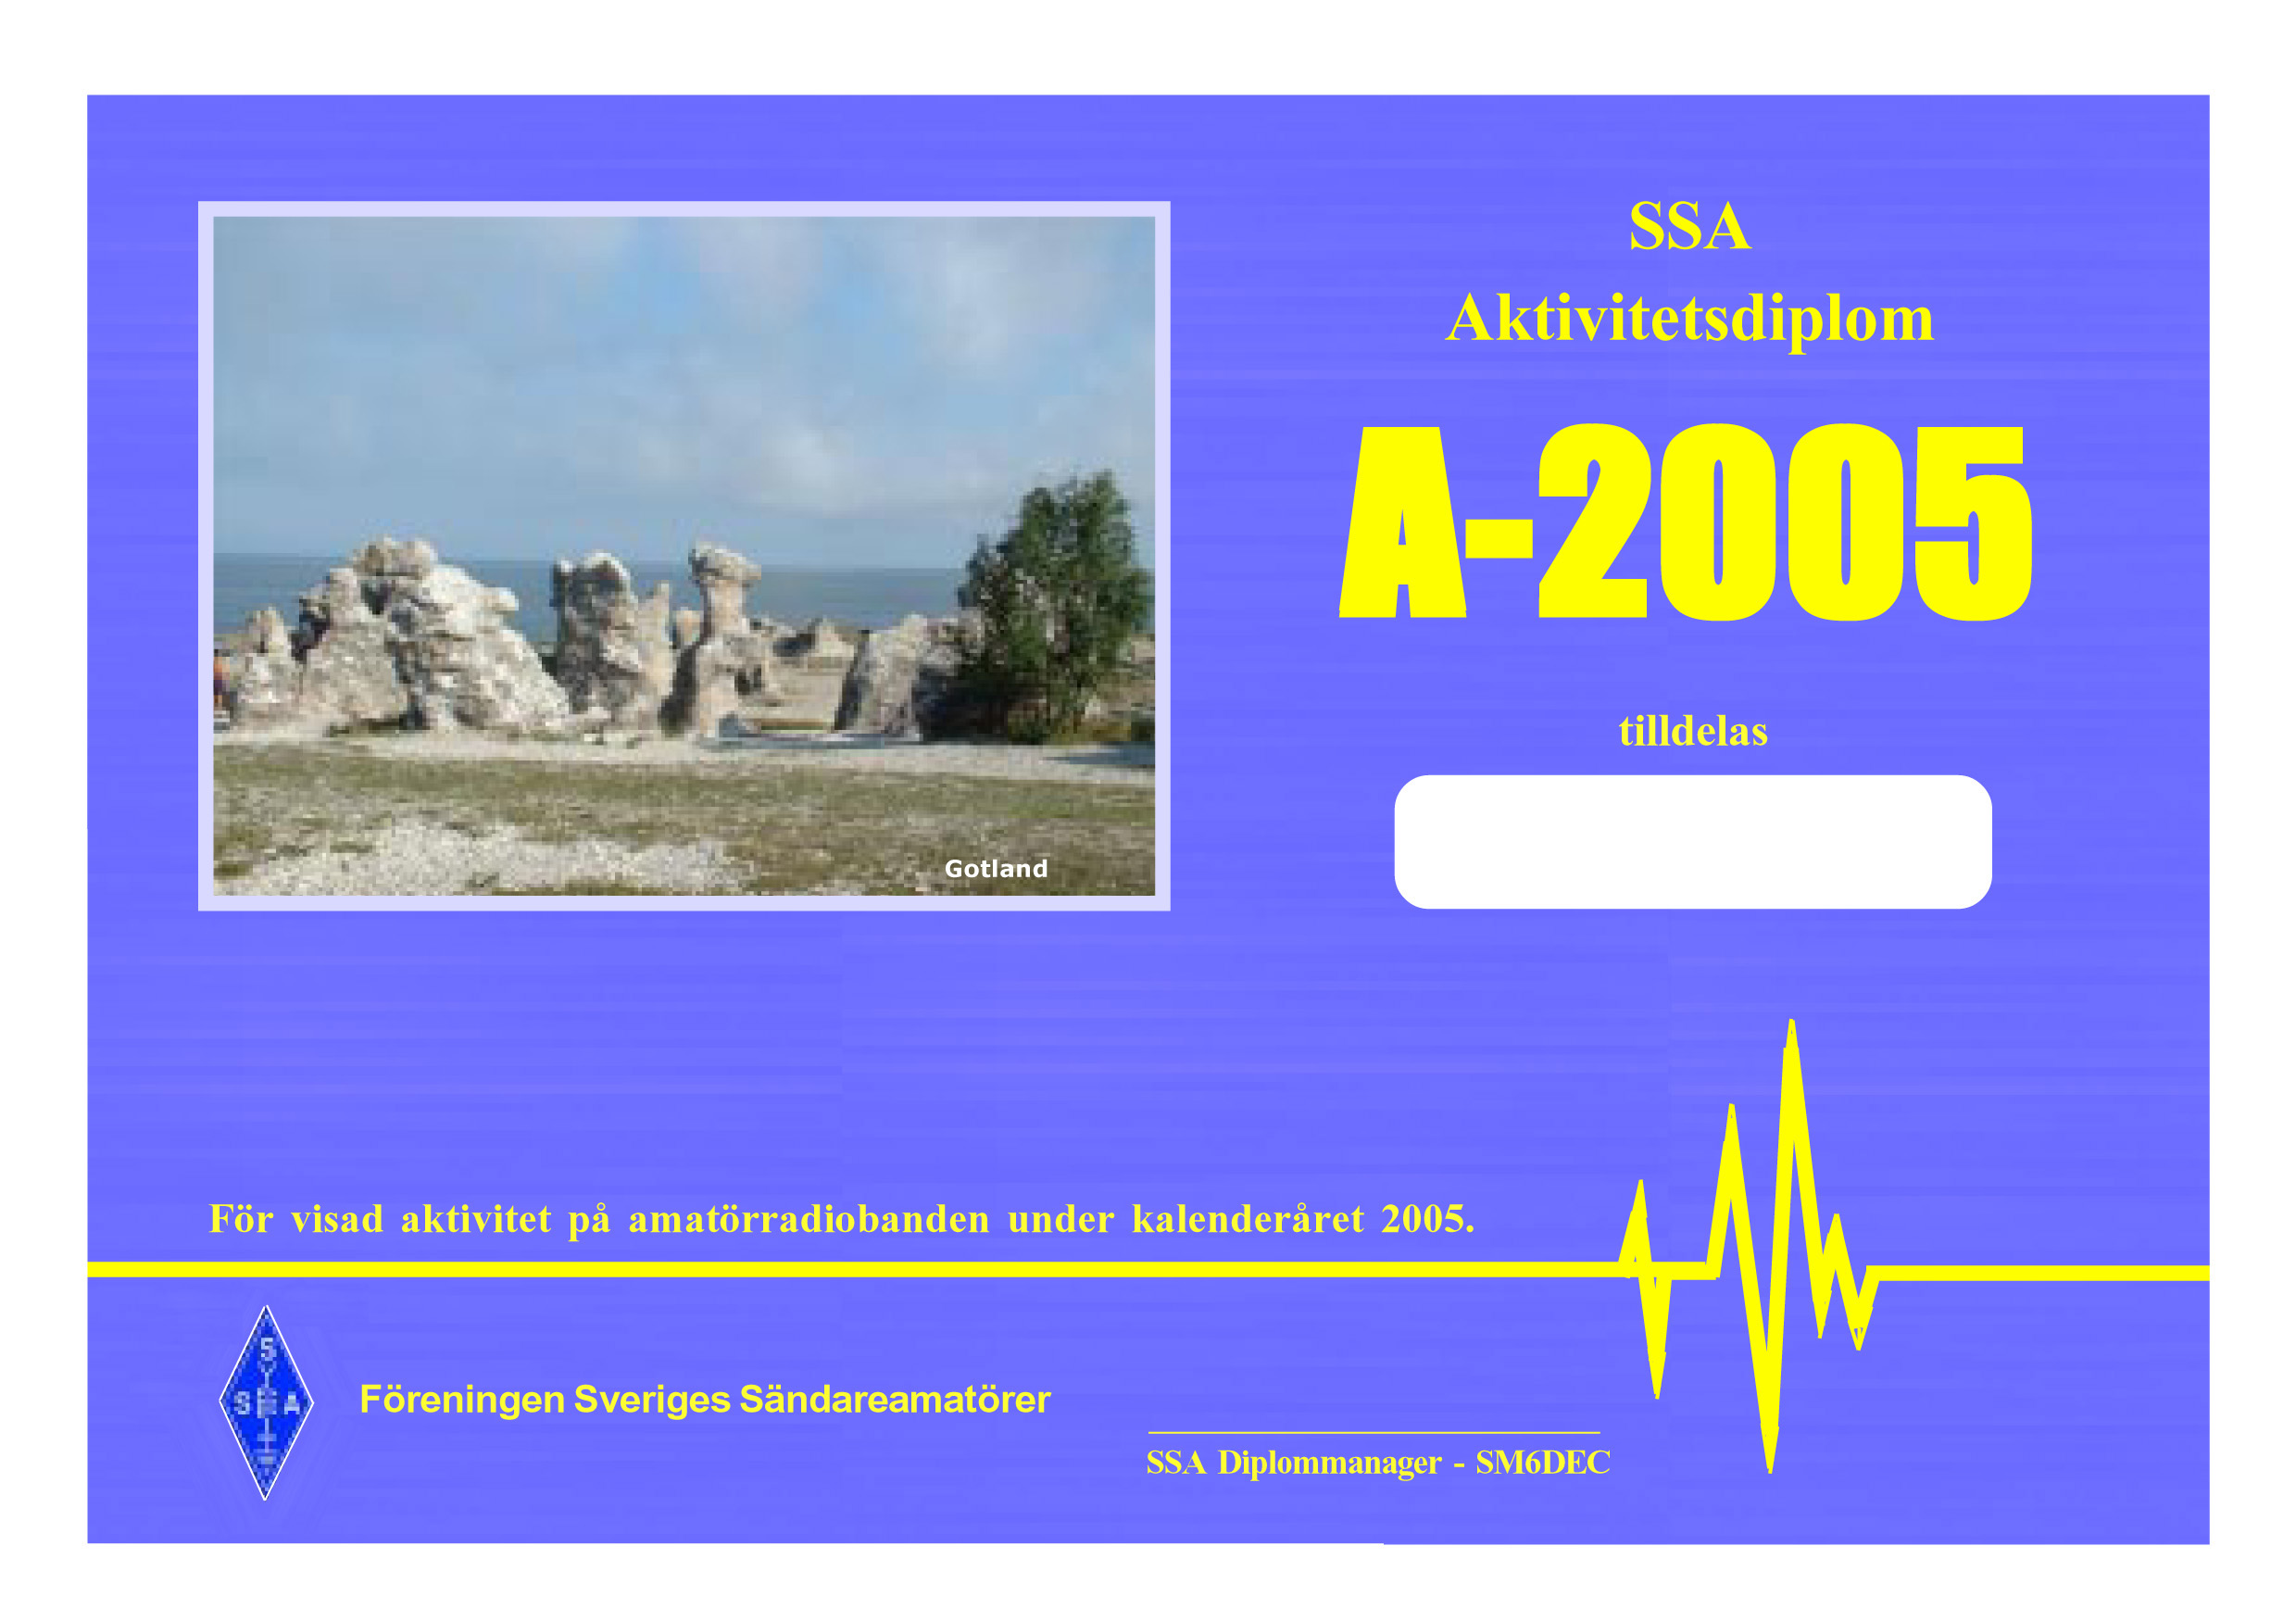 SSA
Aktivitetsdiplom
A-2005
tilldelas
Gotland
För visad aktivitet på amatörradiobanden under kalenderåret 2005.
S
S A
Föreningen Sveriges Sändareamatörer
SSA Diplommanager - SM6DEC